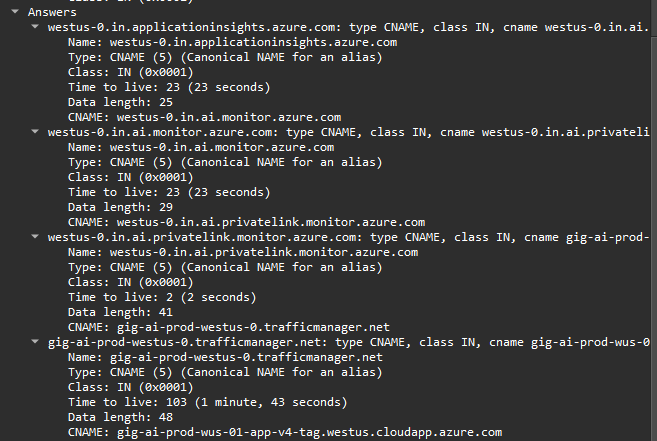 Answers
westus-0.in.applicationinsights.azure.com: type CNAME, class IN, cname westus-0.in.ai.
Name: westus-0.in.applicationinsights.azure.com
Type: CNAME (5) (Canonical NAME for an alias)
Class: IN (0x0001)
Time to live: 23 (23 seconds)
Data length: 25
CNAME: westus-0.in.ai.monitor.azure.com
westus-0.in.ai.monitor.azure.com: type CNAME, class IN, cname westus-0.in.ai.privateli
Name: westus-0.in.ai.monitor.azure.com
Type: CNAME (5) (Canonical NAME for an alias)
Class: IN (0x0001)
Time to live: 23 (23 seconds)
Data length: 29
CNAME: westus-0.in.ai.privatelink.monitor.azure.com
westus-0.in.ai.privatelink.monitor.azure.com: type CNAME, class IN, cname gig-ai-prod-
Name: westus-0.in.ai.privatelink.monitor.azure.com
Type: CNAME (5) (Canonical NAME for an alias)
Class: IN (0x0001)
Time to live: 2 (2 seconds)
Data length: 41
CNAME: gig-ai-prod-westus-0.trafficmanager.net
gig-ai-prod-westus-0.trafficmanager.net: type CNAME, class IN, cname gig-ai-prod-wus-0
Name: gig-ai-prod-westus-0.trafficmanager.net
Type: CNAME (5) (Canonical NAME for an alias)
Class: IN (0x0001)
Time to live: 103 (1 minute, 43 seconds)
Data length: 48
CNAME: gig-ai-prod-wus-01-app-v4-tag.westus.cloudapp.azure.com